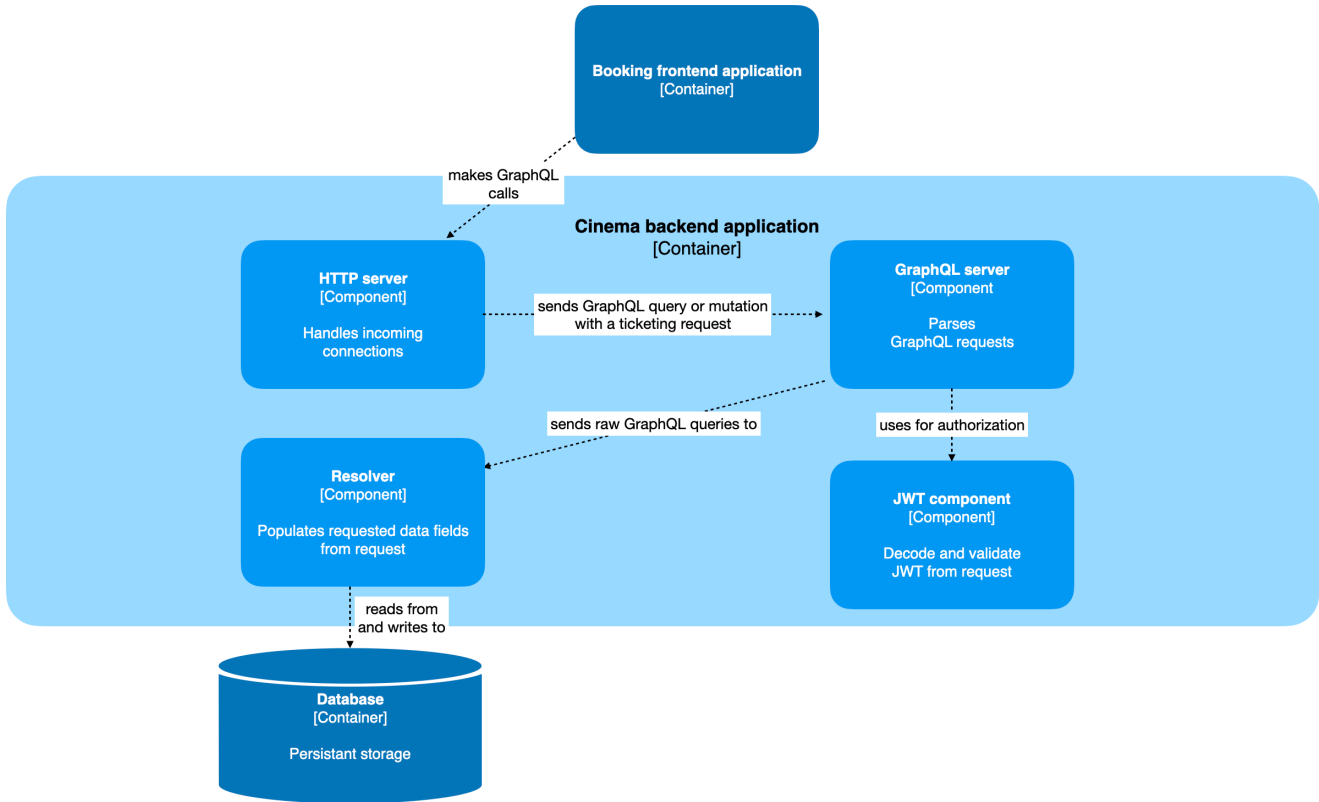 Booking frontend application
[Container]
makes GraphQL
calls
Cinema backend application
[Container]
HTTP server
[Component]
Handles incoming
connections
sends GraphQL query or mutation
with a ticketing request
GraphQL server
[Component
Parses
GraphQL requests
sends raw GraphQL queries to
uses for authorization
Resolver
[Component]
Populates requested data fields
from request
JWT component
[Component]
Decode and validate
JWT from request
reads from
and writes to
Database
[Container]
Persistant storage